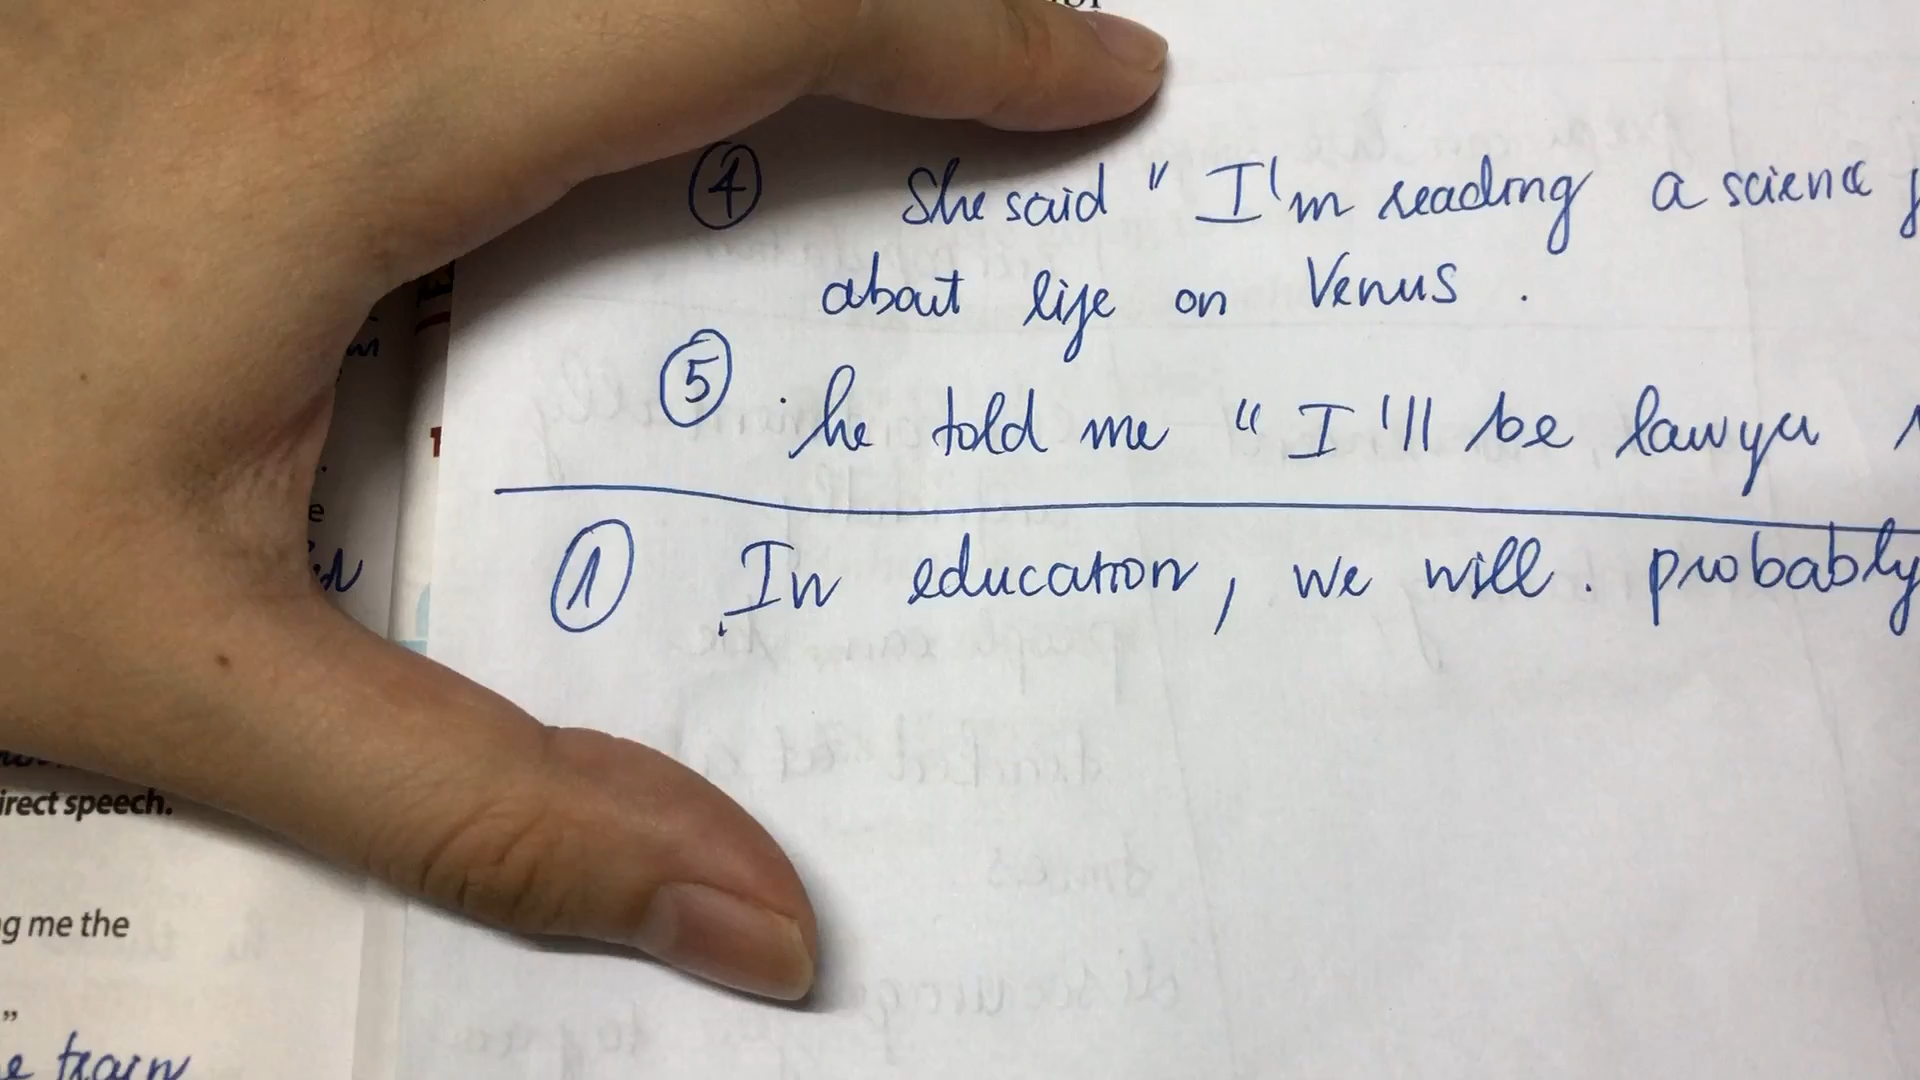 ④ She said " I'm reading a science
about life on Venus .
⑤ he told me " I'll be lawyer
① In education, we will . probably
irect speech.
g me the
"
e train